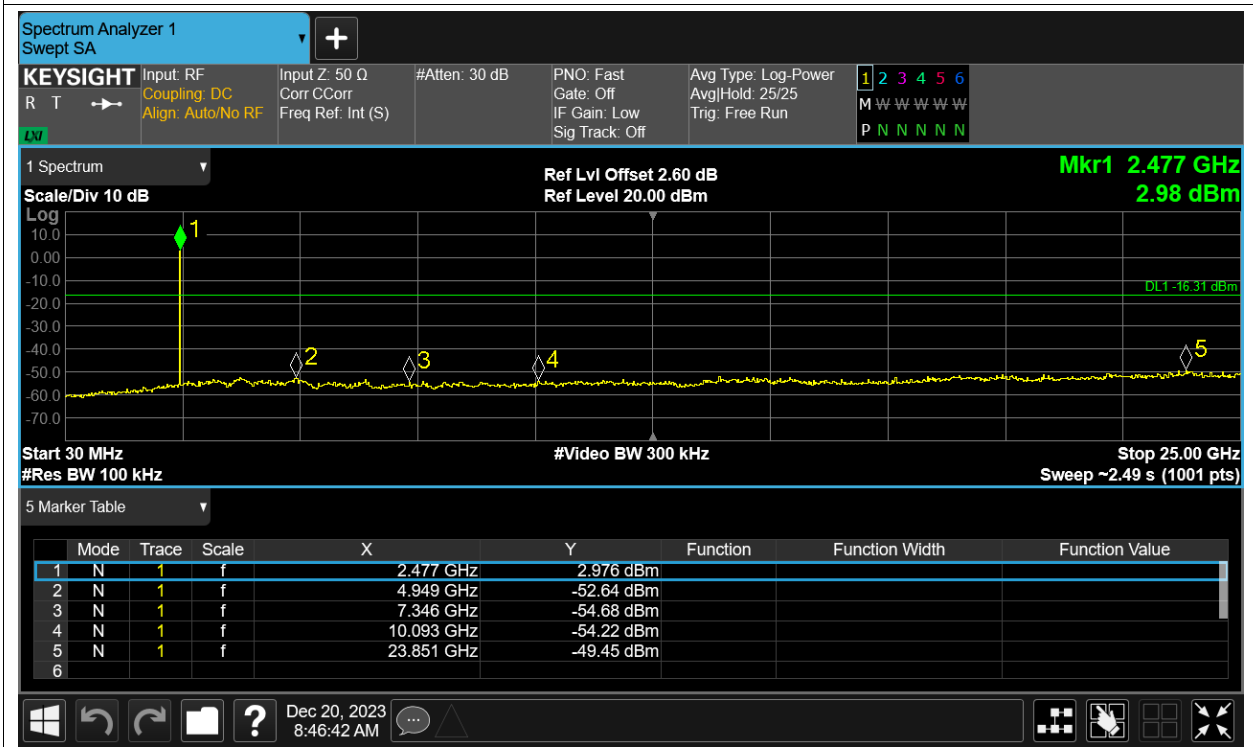 Spectrum Analyzer 1
Swept SA
KEYSIGHT Input: RF Input Z: 50 Ω #Atten: 30 dB PNO: Fast Avg Type: Log-Power 1 2 3 4 5 6
R T Coupling: DC Corr CCorr Gate: Off Avg|Hold: 25/25 M W W W W W
Align: Auto/No RF Freq Ref: Int (S) IF Gain: Low Trig: Free Run
LXI Sig Track: Off P N N N N N
1 Spectrum Ref Lvl Offset 2.60 dB Mkr1 2.477 GHz
Scale/Div 10 dB Ref Level 20.00 dBm 2.98 dBm
Log
10.0 1
0.00
-10.0
DL1 -16.31 dBm
-20.0
-30.0
-40.0 2 3 4 5
-50.0
-60.0
-70.0
Start 30 MHz #Video BW 300 kHz Stop 25.00 GHz
#Res BW 100 kHz Sweep ~2.49 s (1001 pts)
5 Marker Table
Mode Trace Scale X Y Function Function Width Function Value
1 N 1 f 2.477 GHz 2.976 dBm
2 N 1 f 4.949 GHz -52.64 dBm
3 N 1 f 7.346 GHz -54.68 dBm
4 N 1 f 10.093 GHz -54.22 dBm
5 N 1 f 23.851 GHz -49.45 dBm
6
? Dec 20, 2023
8:46:42 AM